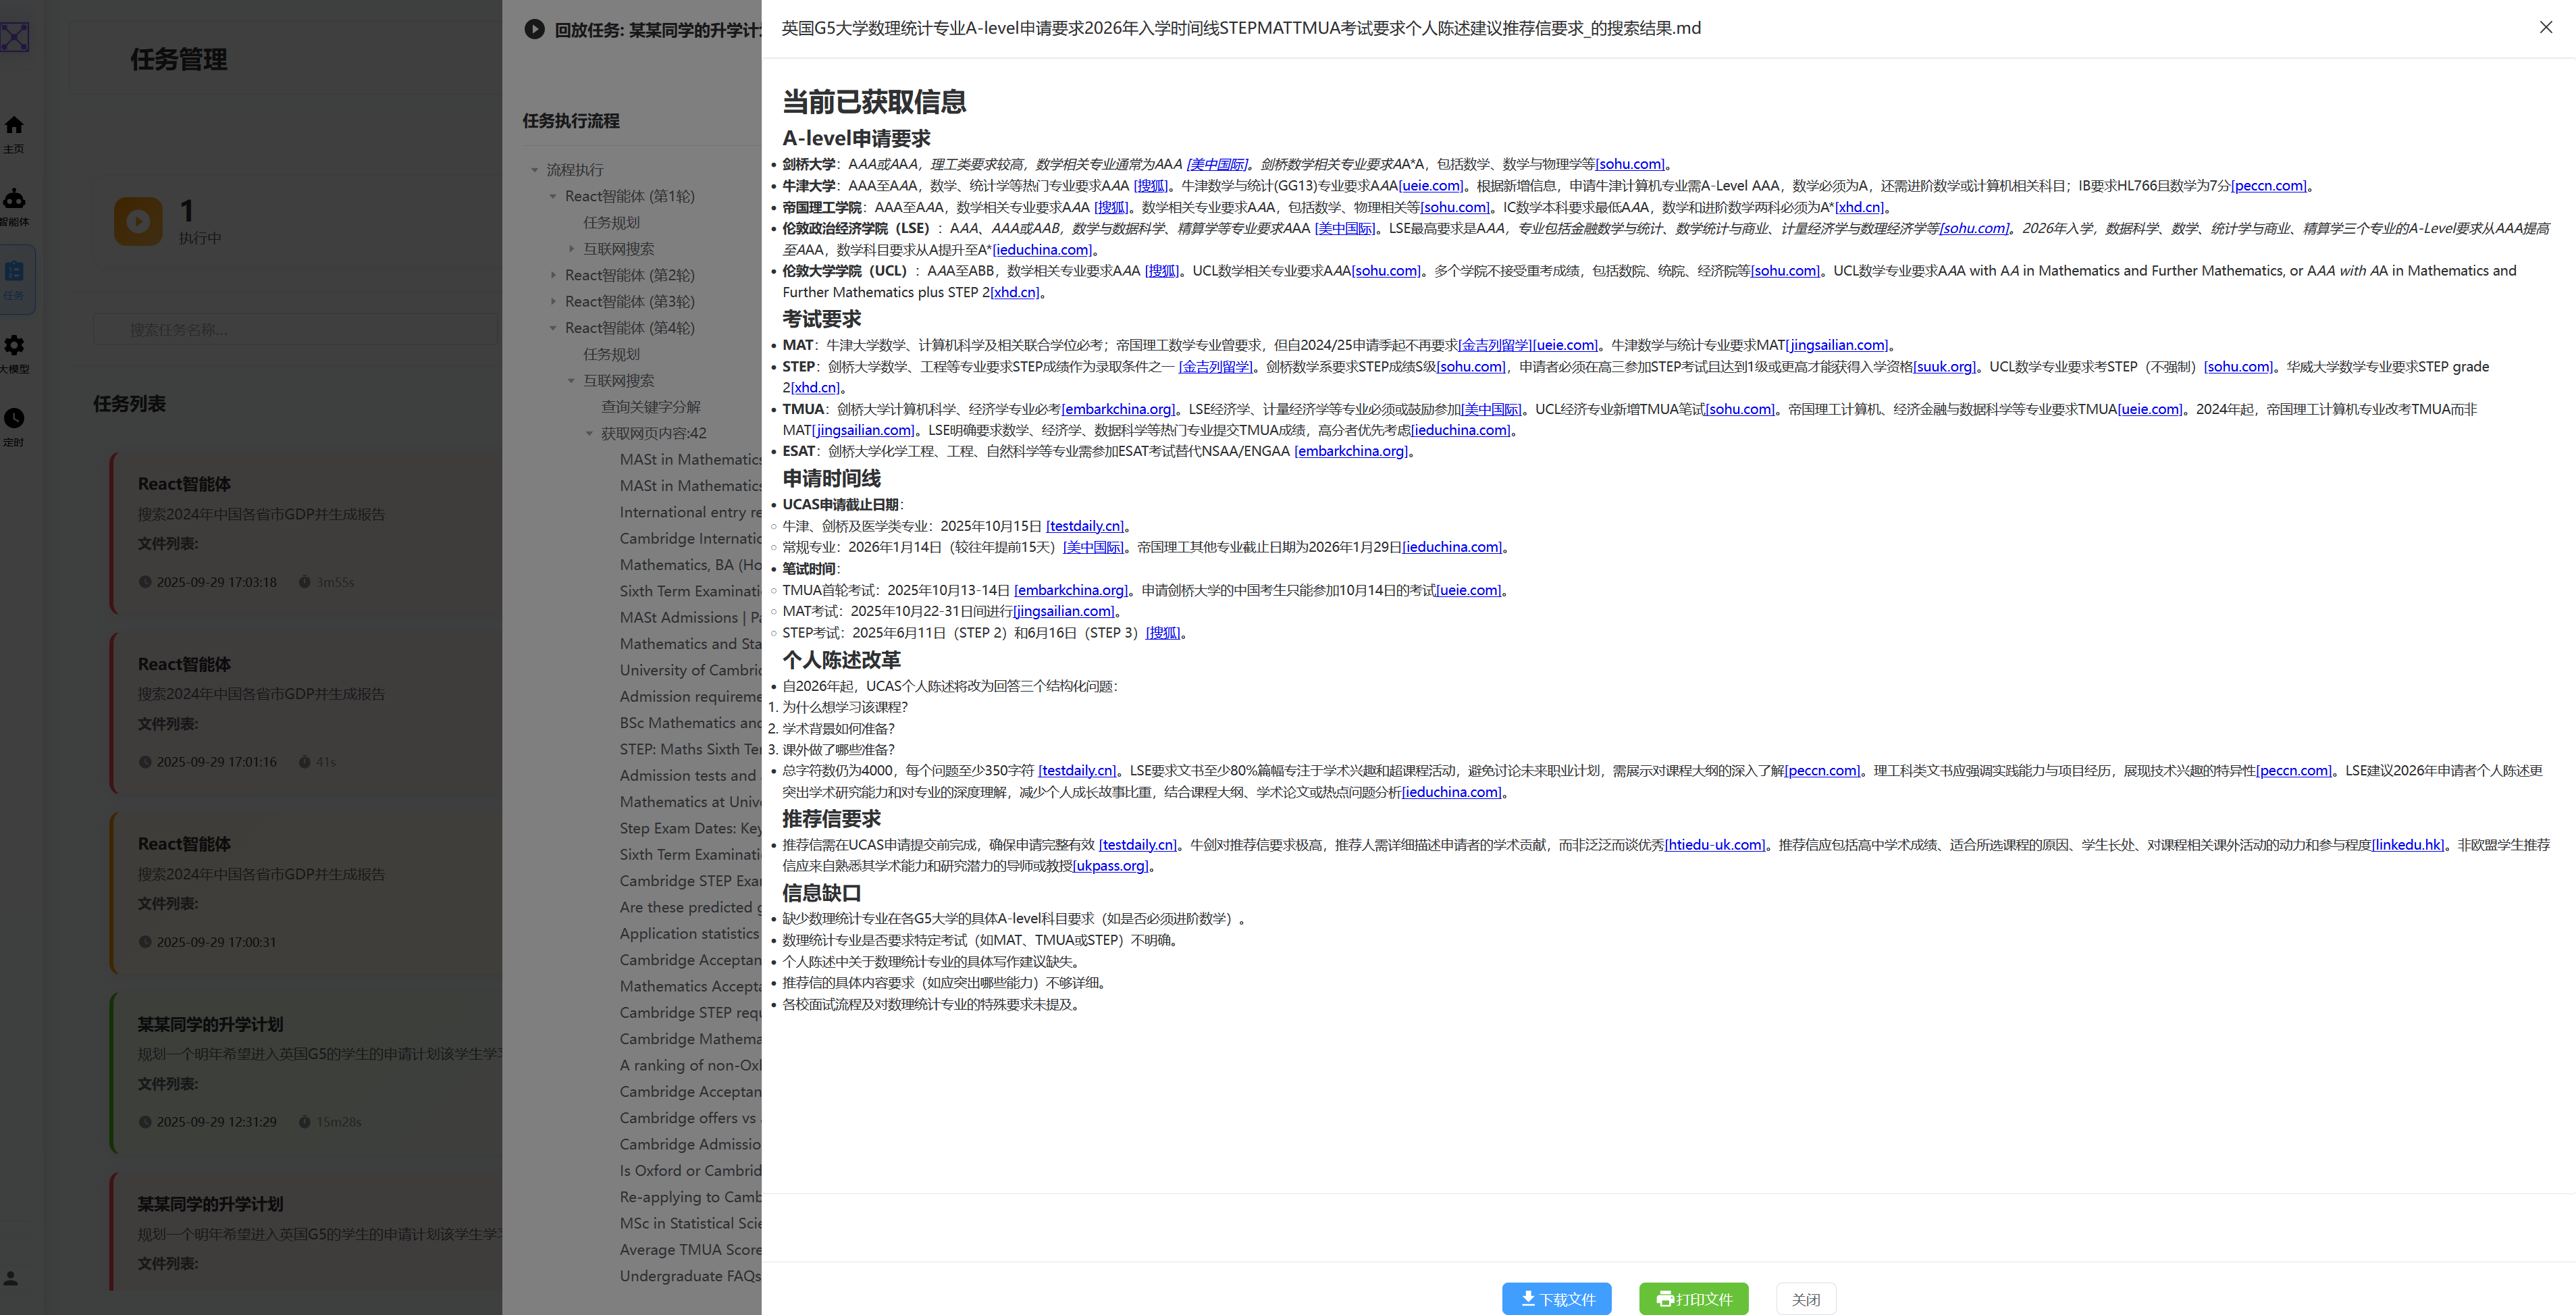 英国G5大学数理统计专业A-level申请要求2026年入学时间线STEPMATTMUA考试要求个人陈述建议推荐信要求_的搜索结果.md
主页
智能体
任务
大模型
定时
任务管理
1
执行中
搜索任务名称...
任务列表
React智能体
搜索2024年中国各省市GDP并生成报告
文件列表:
2025-09-29 17:03:18 3m55s
React智能体
搜索2024年中国各省市GDP并生成报告
文件列表:
2025-09-29 17:01:16 41s
React智能体
搜索2024年中国各省市GDP并生成报告
文件列表:
2025-09-29 17:00:31
某某同学的升学计划
规划一个明年希望进入英国G5的学生的申请计划该学生学
文件列表:
2025-09-29 12:31:29 15m28s
某某同学的升学计划
规划一个明年希望进入英国G5的学生的申请计划该学生学
文件列表:
回放任务: 某某同学的升学计
任务执行流程
流程执行
React智能体 (第1轮)
任务规划
互联网搜索
React智能体 (第2轮)
React智能体 (第3轮)
React智能体 (第4轮)
任务规划
互联网搜索
查询关键字分解
获取网页内容:42
MASt in Mathematics
MASt in Mathematics
International entry re
Cambridge Internatio
Mathematics, BA (Ho
Sixth Term Examinati
MASt Admissions | Pa
Mathematics and Sta
University of Cambric
Admission requireme
BSc Mathematics and
STEP: Maths Sixth Te
Admission tests and
Mathematics at Unive
Step Exam Dates: Key
Sixth Term Examinati
Cambridge STEP Exa
Are these predicted g
Application statistics
Cambridge Acceptan
Mathematics Accepta
Cambridge STEP requ
Cambridge Mathema
A ranking of non-Oxl
Cambridge Acceptan
Cambridge offers vs
Cambridge Admissio
Is Oxford or Cambrid
Re-applying to Camb
MSc in Statistical Scie
Average TMUA Score
Undergraduate FAQs
当前已获取信息
A-level申请要求
• 剑桥大学：AAA或AAA，理工类要求较高，数学相关专业通常为AAA [美中国际]。剑桥数学相关专业要求AA*A，包括数学、数学与物理学等[sohu.com]。
• 牛津大学：AAA至AAA，数学、统计学等热门专业要求AAA [搜狐]。牛津数学与统计(GG13)专业要求AAA[ueie.com]。根据新增信息，申请牛津计算机专业需A-Level AAA，数学必须为A，还需进阶数学或计算机相关科目；IB要求HL766且数学为7分[peccn.com]。
• 帝国理工学院：AAA至AAA，数学相关专业要求AAA [搜狐]。数学相关专业要求AAA，包括数学、物理相关等[sohu.com]。IC数学本科要求最低AAA，数学和进阶数学两科必须为A*[xhd.cn]。
• 伦敦政治经济学院（LSE）：AAA、AAA或AAB，数学与数据科学、精算学等专业要求AAA [美中国际]。LSE最高要求是AAA，专业包括金融数学与统计、数学统计与商业、计量经济学与数理经济学等[sohu.com]。2026年入学，数据科学、数学、统计学与商业、精算学三个专业的A-Level要求从AAA提高
至AAA，数学科目要求从A提升至A*[ieduchina.com]。
• 伦敦大学学院（UCL）：AAA至ABB，数学相关专业要求AAA [搜狐]。UCL数学相关专业要求AAA[sohu.com]。多个学院不接受重考成绩，包括数院、统院、经济院等[sohu.com]。UCL数学专业要求AAA with AA in Mathematics and Further Mathematics, or AAA with AA in Mathematics and
Further Mathematics plus STEP 2[xhd.cn]。
考试要求
• MAT：牛津大学数学、计算机科学及相关联合学位必考；帝国理工数学专业曾要求，但自2024/25申请季起不再要求[金吉列留学][ueie.com]。牛津数学与统计专业要求MAT[jingsailian.com]。
• STEP：剑桥大学数学、工程等专业要求STEP成绩作为录取条件之一 [金吉列留学]。剑桥数学系要求STEP成绩S级[sohu.com]，申请者必须在高三参加STEP考试且达到1级或更高才能获得入学资格[suuk.org]。UCL数学专业要求考STEP（不强制）[sohu.com]。华威大学数学专业要求STEP grade
2[xhd.cn]。
• TMUA：剑桥大学计算机科学、经济学专业必考[embarkchina.org]。LSE经济学、计量经济学等专业必须或鼓励参加[美中国际]。UCL经济专业新增TMUA笔试[sohu.com]。帝国理工计算机、经济金融与数据科学等专业要求TMUA[ueie.com]。2024年起，帝国理工计算机专业改考TMUA而非
MAT[jingsailian.com]。LSE明确要求数学、经济学、数据科学等热门专业提交TMUA成绩，高分者优先考虑[ieduchina.com]。
• ESAT：剑桥大学化学工程、工程、自然科学等专业需参加ESAT考试替代NSAA/ENGAA [embarkchina.org]。
申请时间线
• UCAS申请截止日期：
○ 牛津、剑桥及医学类专业：2025年10月15日 [testdaily.cn]。
○ 常规专业：2026年1月14日（较往年提前15天）[美中国际]。帝国理工其他专业截止日期为2026年1月29日[ieduchina.com]。
• 笔试时间：
○ TMUA首轮考试：2025年10月13-14日 [embarkchina.org]。申请剑桥大学的中国考生只能参加10月14日的考试[ueie.com]。
○ MAT考试：2025年10月22-31日间进行[jingsailian.com]。
○ STEP考试：2025年6月11日（STEP 2）和6月16日（STEP 3）[搜狐]。
个人陈述改革
• 自2026年起，UCAS个人陈述将改为回答三个结构化问题：
1. 为什么想学习该课程？
2. 学术背景如何准备？
3. 课外做了哪些准备？
• 总字符数仍为4000，每个问题至少350字符 [testdaily.cn]。LSE要求文书至少80%篇幅专注于学术兴趣和超课程活动，避免讨论未来职业计划，需展示对课程大纲的深入了解[peccn.com]。理工科类文书应强调实践能力与项目经历，展现技术兴趣的特异性[peccn.com]。LSE建议2026年申请者个人陈述更
突出学术研究能力和对专业的深度理解，减少个人成长故事比重，结合课程大纲、学术论文或热点问题分析[ieduchina.com]。
推荐信要求
• 推荐信需在UCAS申请提交前完成，确保申请完整有效 [testdaily.cn]。牛剑对推荐信要求极高，推荐人需详细描述申请者的学术贡献，而非泛泛而谈优秀[htiedu-uk.com]。推荐信应包括高中学术成绩、适合所选课程的原因、学生长处、对课程相关课外活动的动力和参与程度[linkedu.hk]。非欧盟学生推荐
信应来自熟悉其学术能力和研究潜力的导师或教授[ukpass.org]。
信息缺口
• 缺少数理统计专业在各G5大学的具体A-level科目要求（如是否必须进阶数学）。
• 数理统计专业是否要求特定考试（如MAT、TMUA或STEP）不明确。
• 个人陈述中关于数理统计专业的具体写作建议缺失。
• 推荐信的具体内容要求（如应突出哪些能力）不够详细。
• 各校面试流程及对数理统计专业的特殊要求未提及。
下载文件
打印文件
关闭